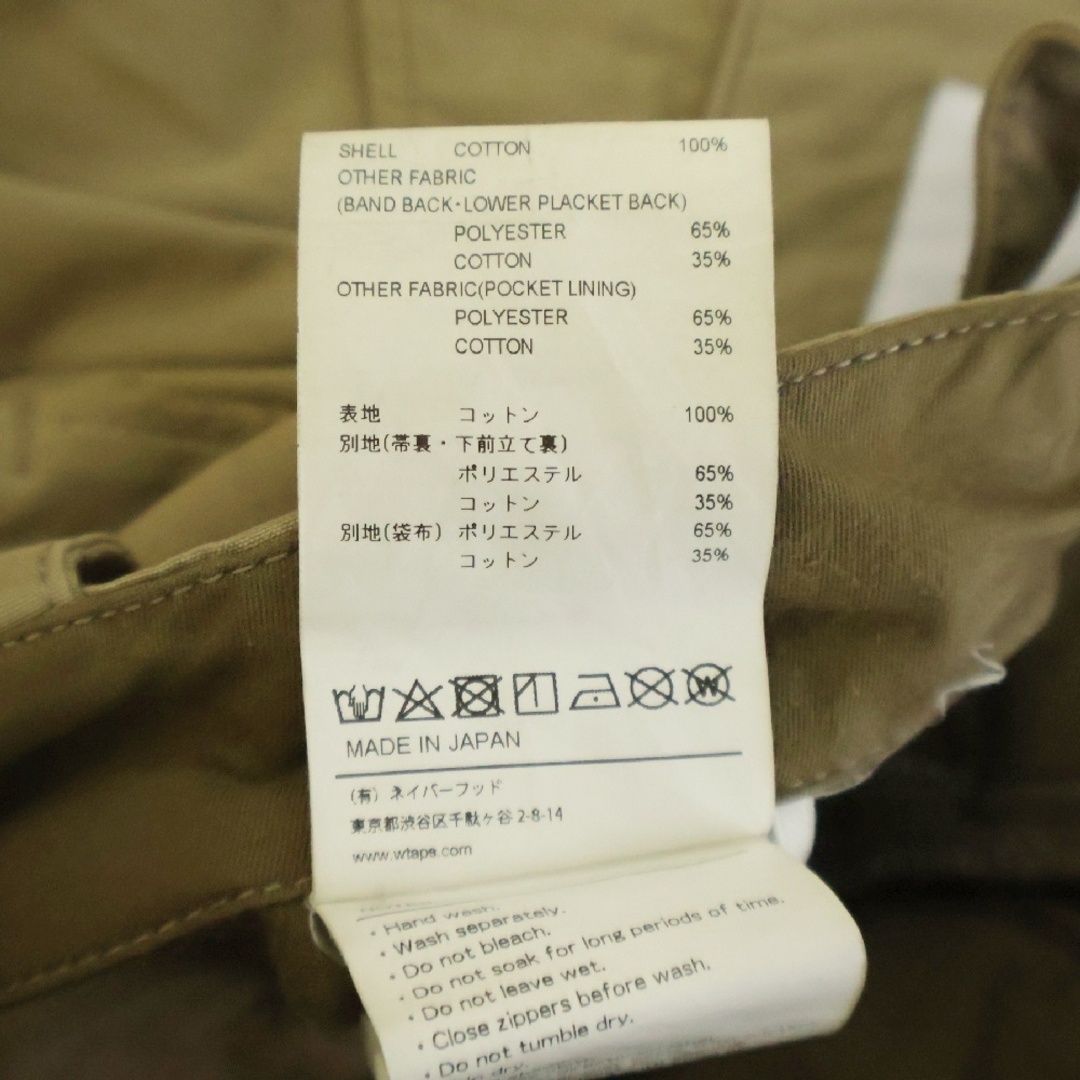 SHELL COTTON 100%
OTHER FABRIC
(BAND BACK・LOWER PLACKET BACK)
POLYESTER 65%
COTTON 35%
OTHER FABRIC(POCKET LINING)
POLYESTER 65%
COTTON 35%
表地 コットン 100%
別地(帯裏・下前立て裏)
ポリエステル 65%
コットン 35%
別地(袋布) ポリエステル 65%
コットン 35%
W
MADE IN JAPAN
(有) ネイバーフッド
東京都渋谷区千駄ヶ谷 2-8-14
www.wtaps.com
・Hand wash.
・Wash separately.
・Do not bleach.
・Do not soak for long periods of time.
・Do not leave wet.
・Close zippers before wash.
・Do not tumble dry.